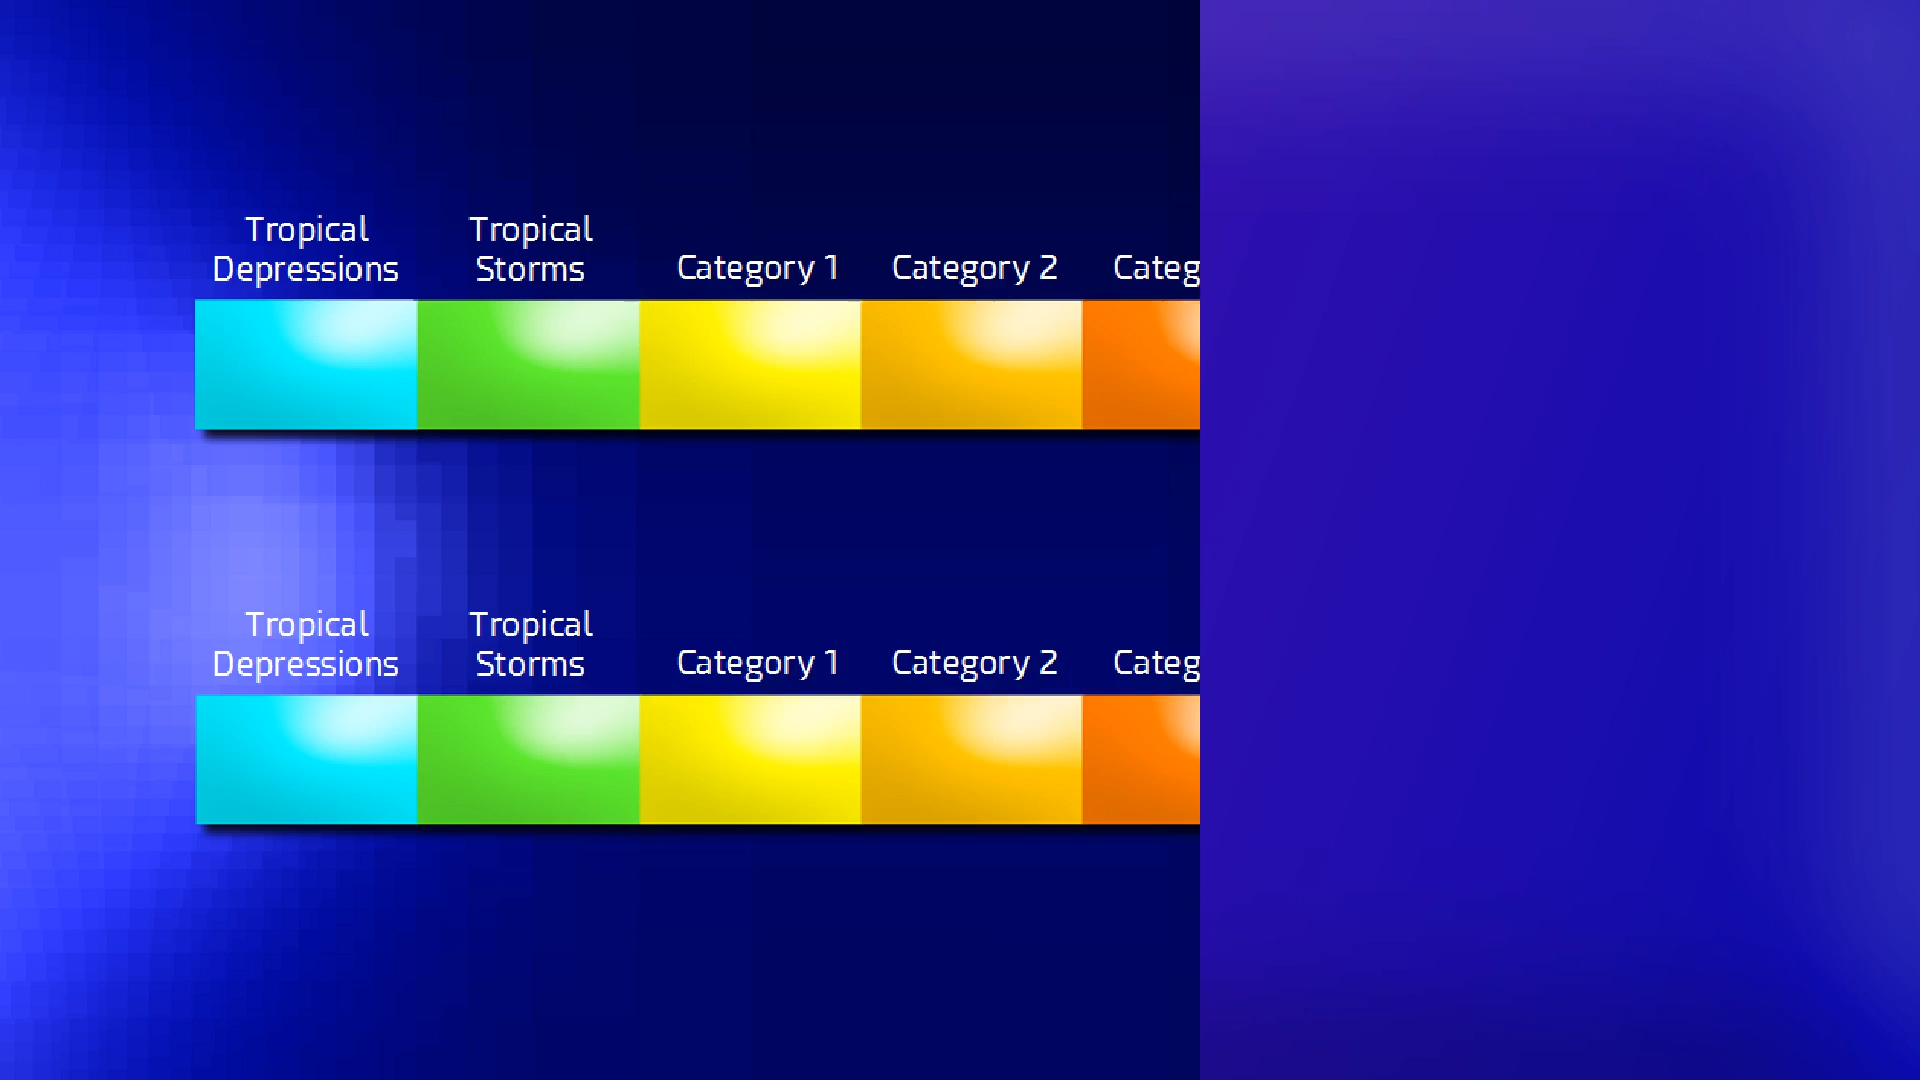 Tropical
Depressions
Tropical
Storms
Category 1
Category 2
Categ
Tropical
Depressions
Tropical
Storms
Category 1
Category 2
Categ